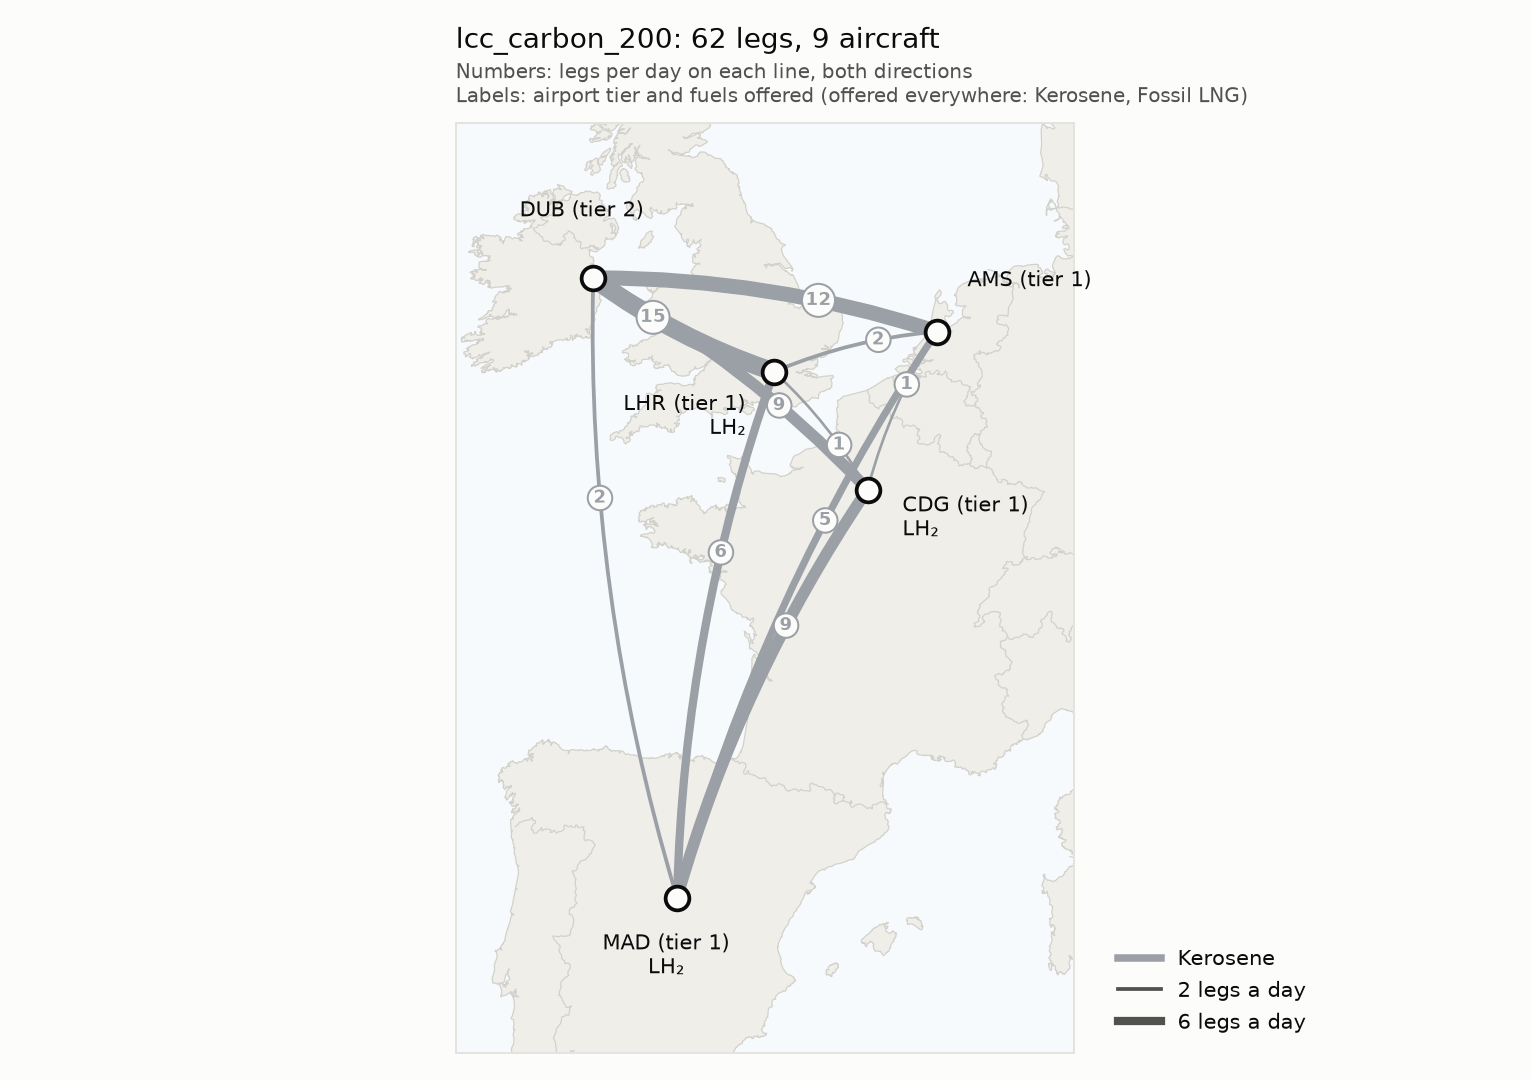 lcc_carbon_200: 62 legs, 9 aircraft
Numbers: legs per day on each line, both directions
Labels: airport tier and fuels offered (offered everywhere: Kerosene, Fossil LNG)
DUB (tier 2)
AMS (tier 1)
12
15
2
1
LHR (tier 1)
LH₂
9
1
2
CDG (tier 1)
LH₂
5
6
9
MAD (tier 1)
LH₂
Kerosene
2 legs a day
6 legs a day